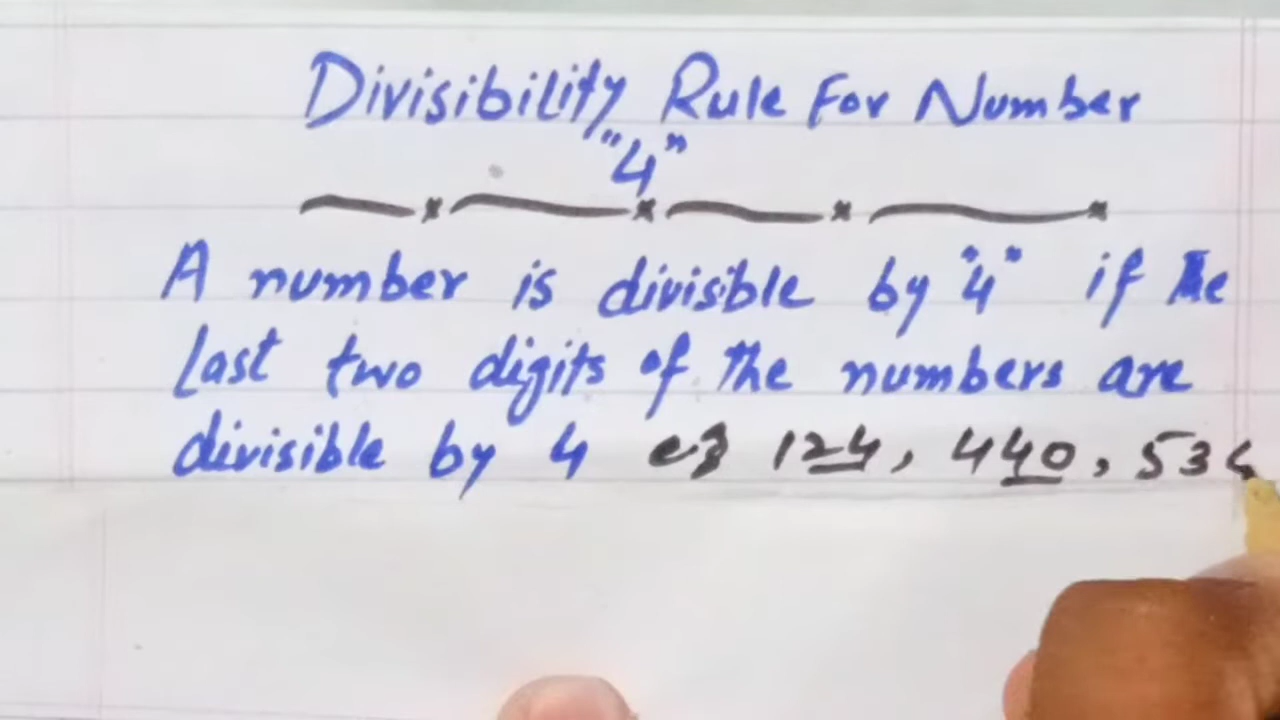 Divisibility Rule For Number
"4"
A number is divisible by "4" if the
last two digits of the numbers are
divisible by 4 eg 124, 440, 53